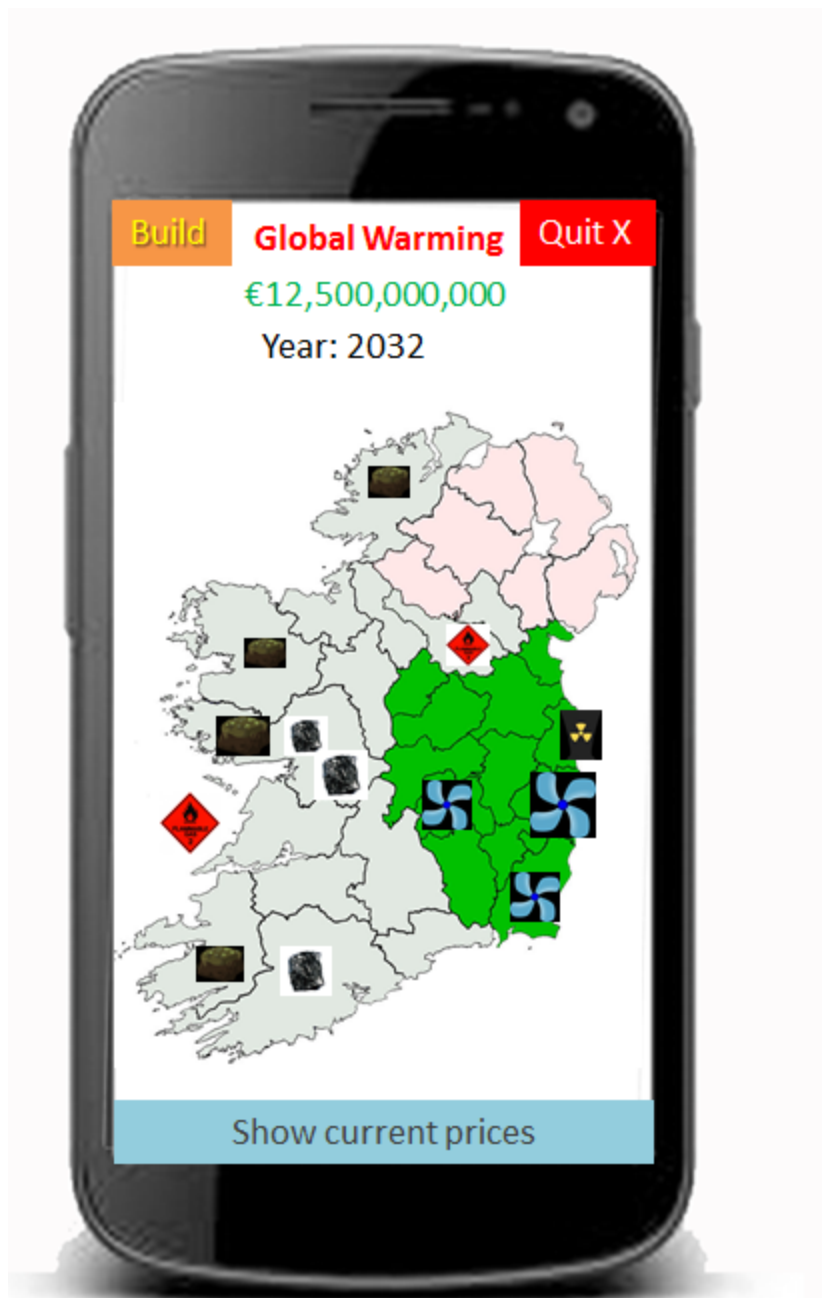 Build
Global Warming
Quit X
€12,500,000,000
Year: 2032
Show current prices